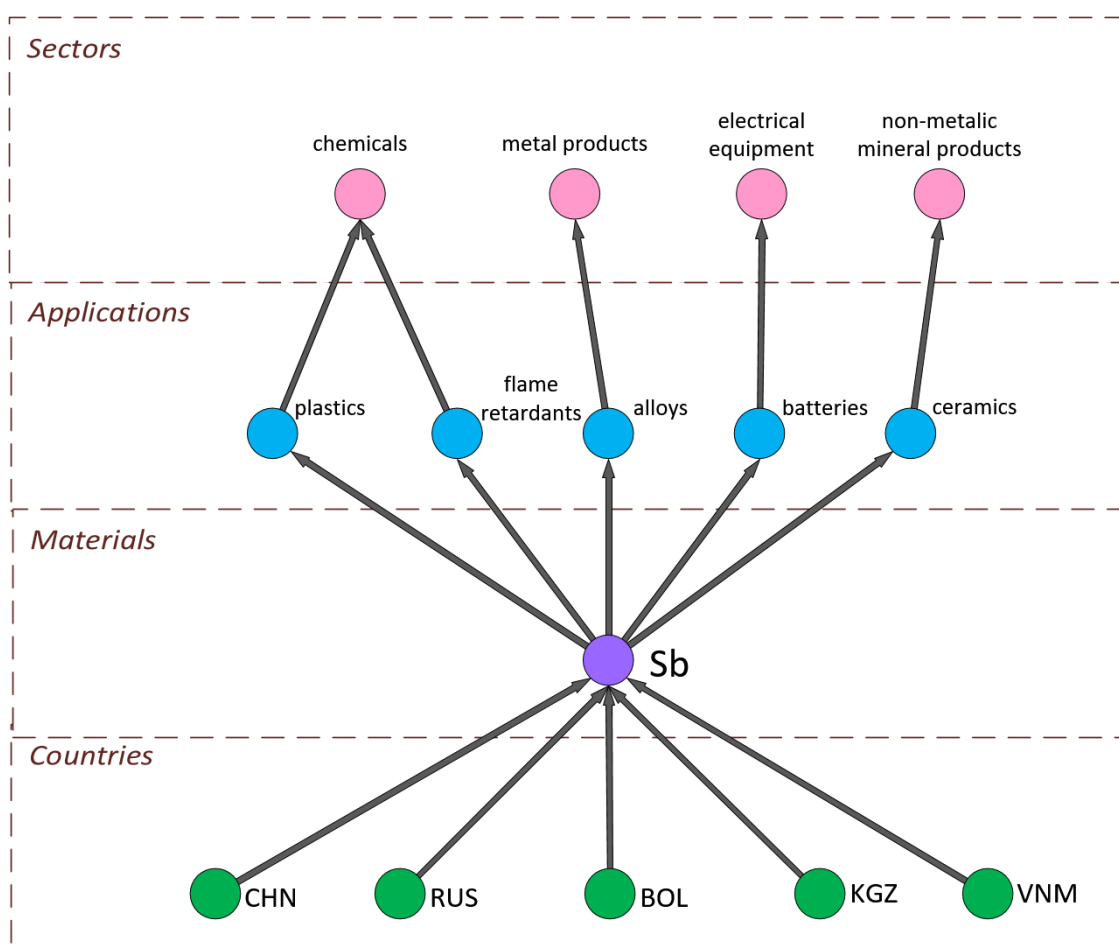 Sectors
chemicals
metal products
electrical
equipment
non-metalic
mineral products
Applications
plastics
flame
retardants
alloys
batteries
ceramics
Materials
Sb
Countries
CHN
RUS
BOL
KGZ
VNM